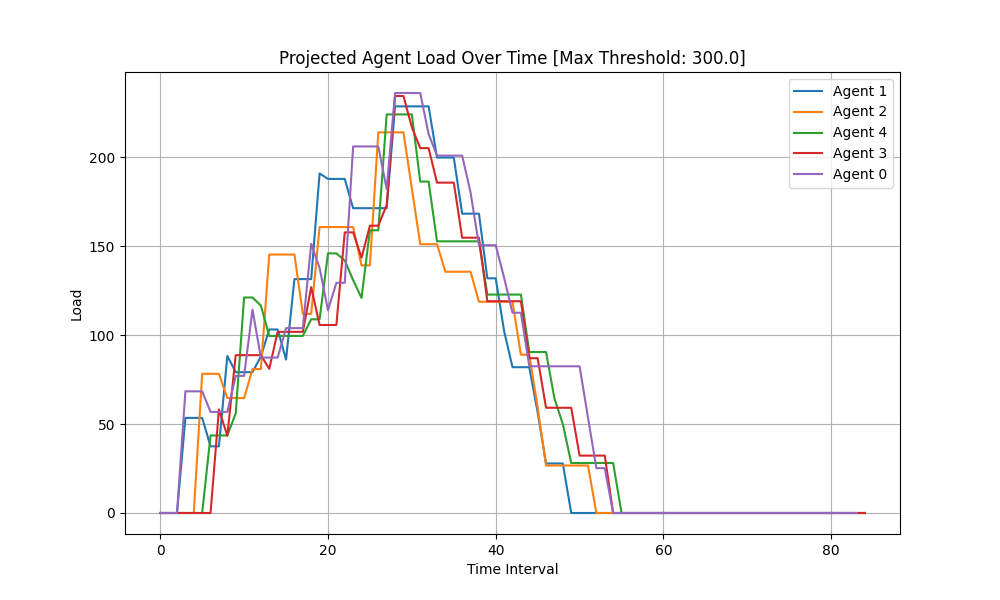 Projected Agent Load Over Time [Max Threshold: 300.0]
Load
200
150
100
50
0
0 20 40 60 80
Time Interval
Agent 1
Agent 2
Agent 4
Agent 3
Agent 0